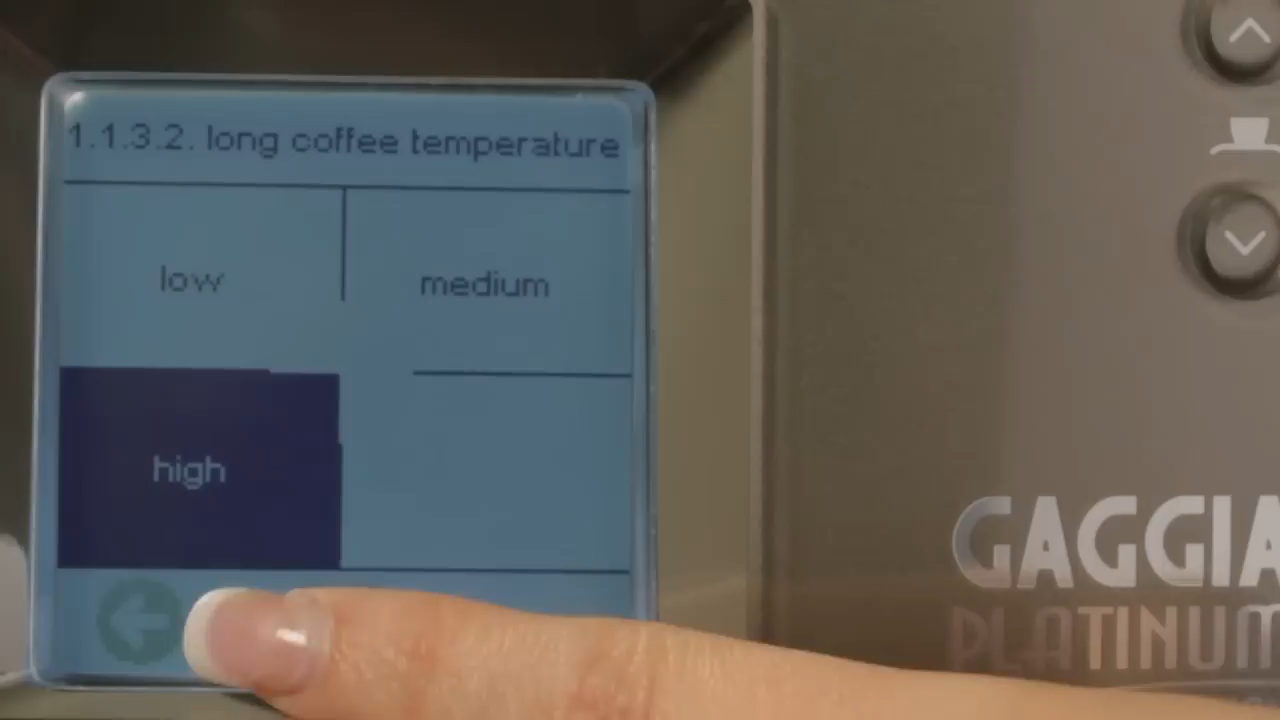 1.1.3.2. long coffee temperature
low
medium
high
GAGGIA
PLATINUM